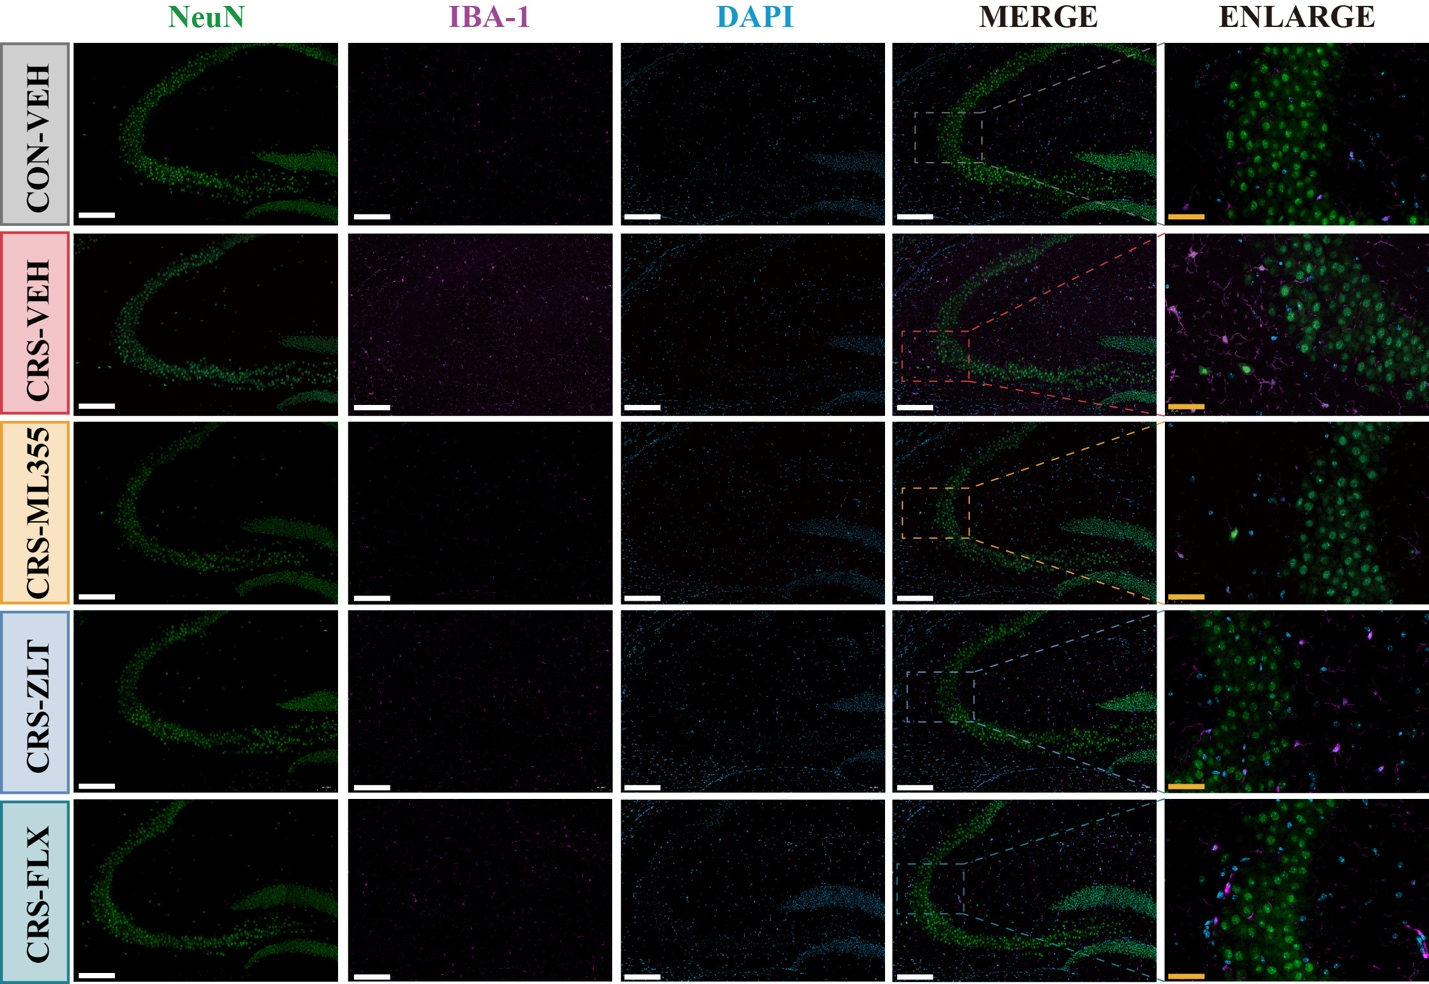 NeuN IBA-1 DAPI MERGE ENLARGE
CON-VEH
CRS-VEH
CRS-ML355
CRS-ZLT
CRS-FLX